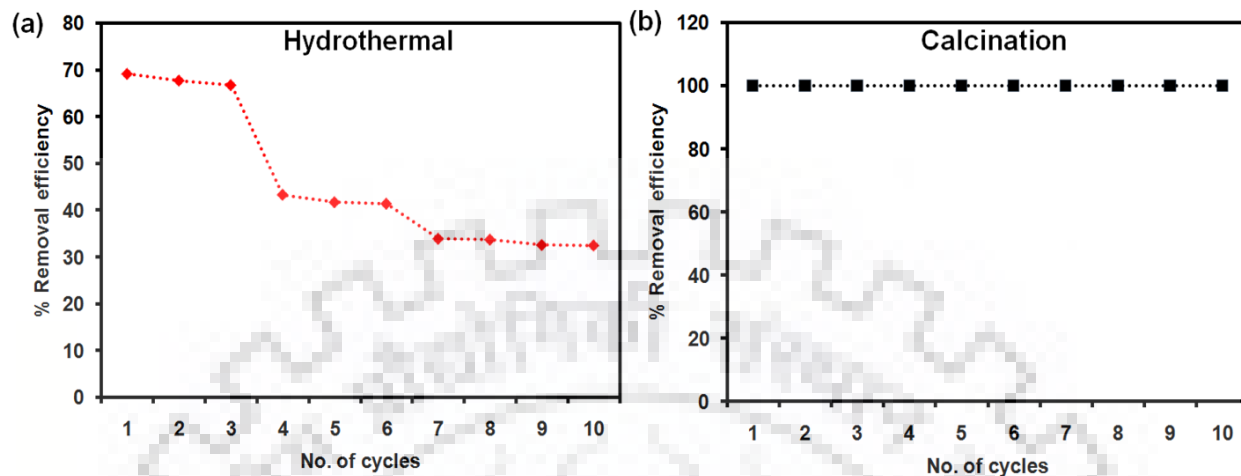 (a)
Hydrothermal
% Removal efficiency
80
70
60
50
40
30
20
10
0
1 2 3 4 5 6 7 8 9 10
No. of cycles
(b)
Calcination
% Removal efficiency
120
100
80
60
40
20
0
1 2 3 4 5 6 7 8 9 10
No. of cycles